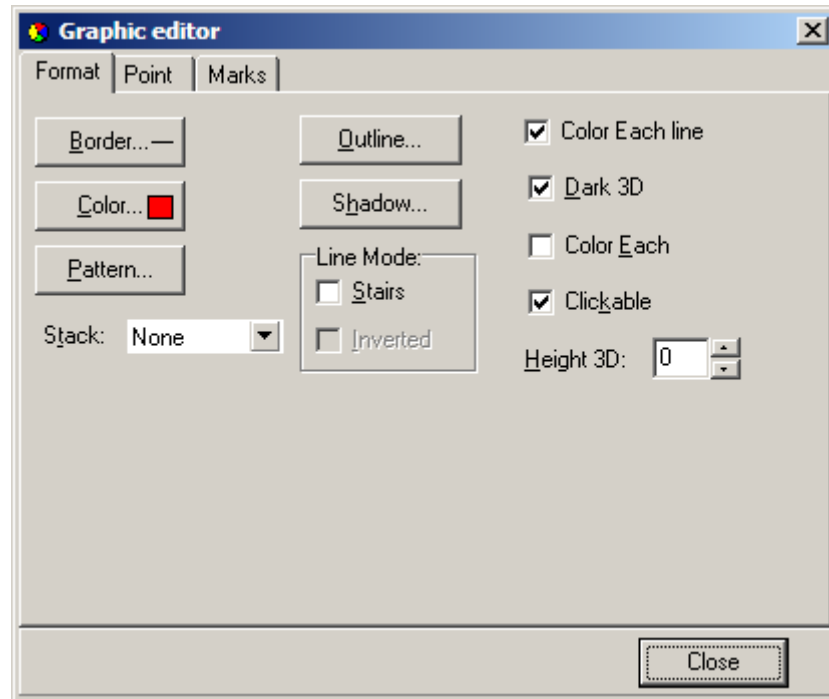 Graphic editor
Format Point Marks
Border...
Outline...
Color Each line
Color...
Shadow...
Dark 3D
Pattern...
Line Mode:
Stairs
Color Each
Stack: None
Inverted
Clickable
Height 3D: 0
Close